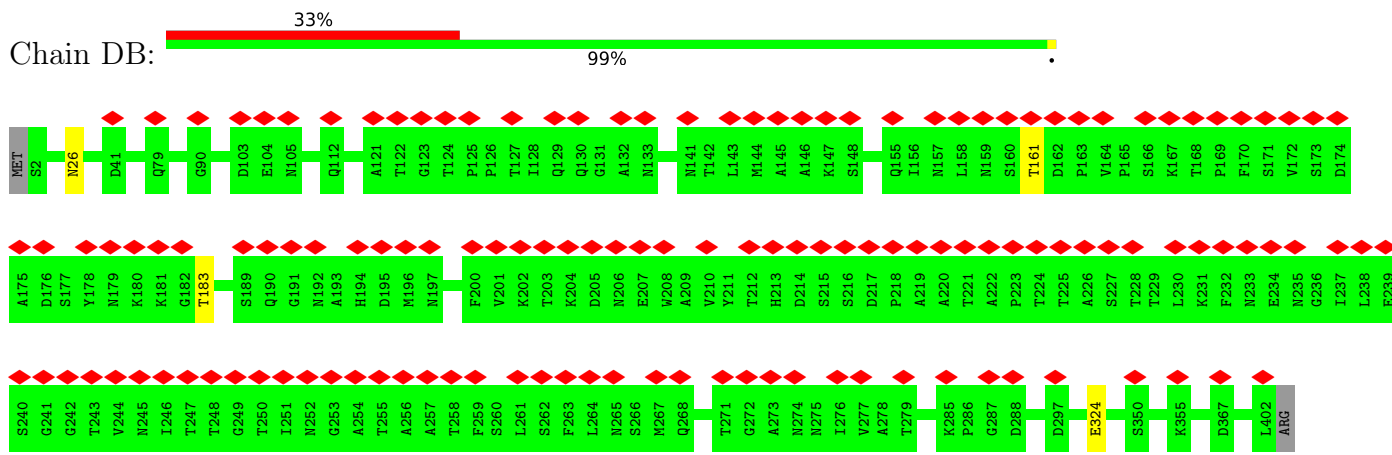 33%
Chain DB:
99%
.
MET S2 N26 D41 Q79 G90 D103 E104 N105 Q112 A121 T122 G123 T124 P125 P126 T127 I128 Q129 Q130 G131 A132 N133 N141 T142 L143 M144 A145 A146 K147 S148 Q155 I156 N157 L158 N159 S160 T161 D162 P163 V164 P165 S166 K167 T168 P169 F170 S171 V172 S173 D174
A175 D176 S177 Y178 N179 K180 K181 G182 T183 S189 Q190 G191 N192 A193 H194 D195 M196 N197 F200 V201 K202 T203 K204 D205 N206 E207 W208 A209 V210 Y211 T212 H213 D214 S215 S216 D217 P218 A219 A220 T221 A222 P223 T224 T225 A226 S227 T228 T229 L230 K231 F232 N233 E234 N235 G236 I237 L238 E239
S240 G241 G242 T243 V244 N245 I246 T247 T248 G249 T250 I251 N252 G253 A254 T255 A256 A257 T258 F259 S260 L261 S262 F263 L264 N265 S266 M267 Q268 T271 G272 A273 N274 N275 I276 V277 A278 T279 K285 P286 G287 D288 D297 E324 S350 K355 D367 L402 ARG